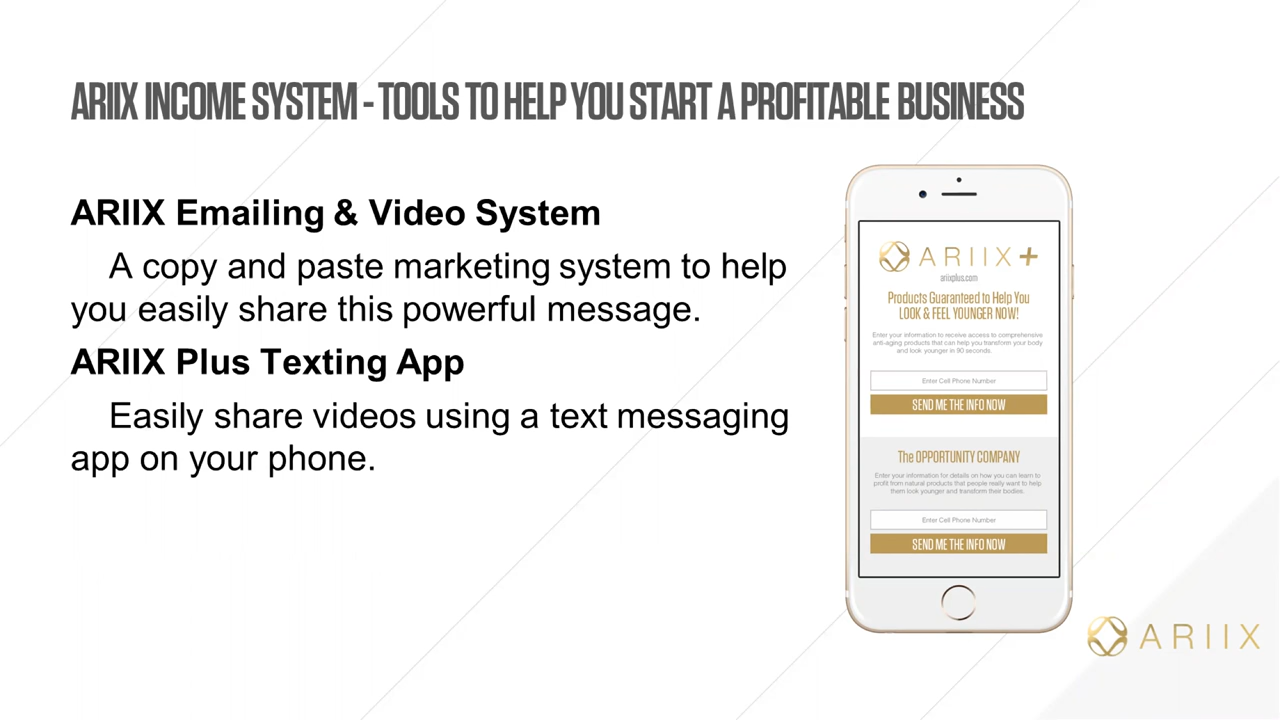 ARIIX INCOME SYSTEM - TOOLS TO HELP YOU START A PROFITABLE BUSINESS
ARIIX Emailing & Video System
A copy and paste marketing system to help
you easily share this powerful message.
ARIIX Plus Texting App
Easily share videos using a text messaging
app on your phone.
ARIIX+
ariixplus.com
Products Guaranteed to Help You
LOOK & FEEL YOUNGER NOW!
Enter your information to receive access to comprehensive
anti-aging products that can help you transform your body
and look younger in 90 seconds.
Enter Cell Phone Number
SEND ME THE INFO NOW
The OPPORTUNITY COMPANY
Enter your information for details on how you can learn to
profit from natural products that people really want to help
them look younger and transform their bodies.
Enter Cell Phone Number
SEND ME THE INFO NOW
ARIIX